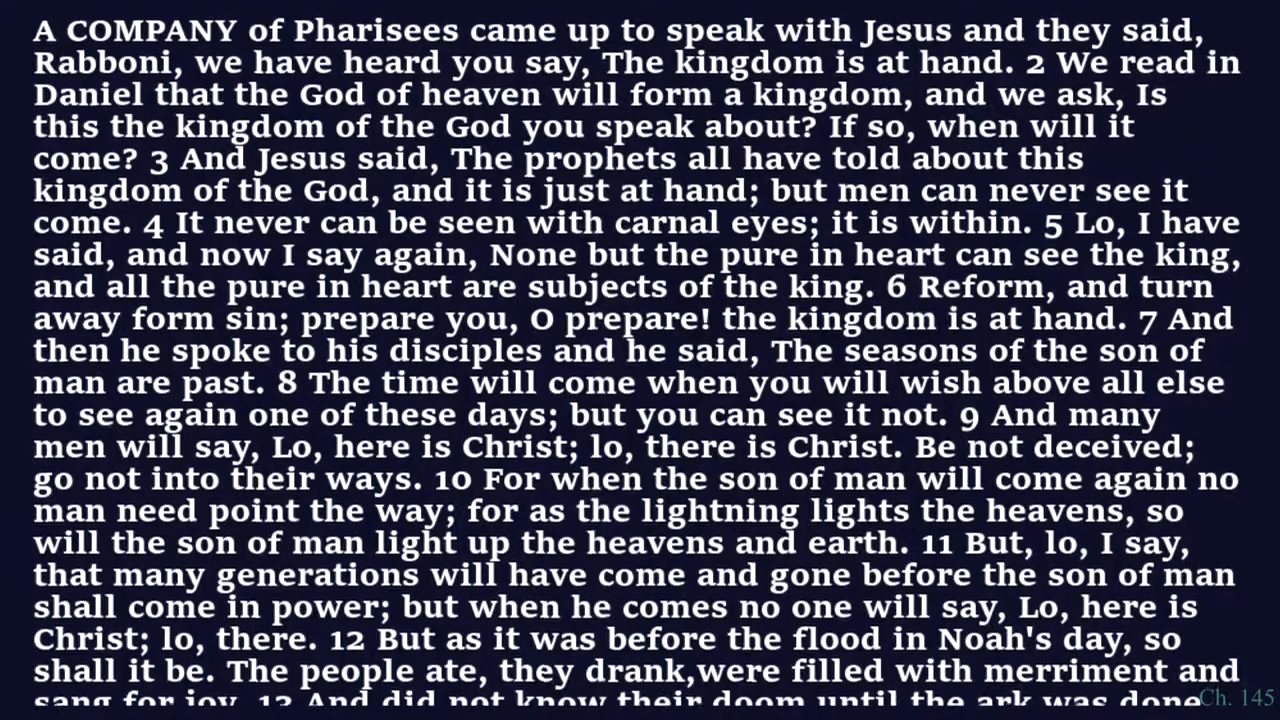 A COMPANY of Pharisees came up to speak with Jesus and they said,
Rabboni, we have heard you say, The kingdom is at hand. 2 We read in
Daniel that the God of heaven will form a kingdom, and we ask, Is
this the kingdom of the God you speak about? If so, when will it
come? 3 And Jesus said, The prophets all have told about this
kingdom of the God, and it is just at hand; but men can never see it
come. 4 It never can be seen with carnal eyes; it is within. 5 Lo, I have
said, and now I say again, None but the pure in heart can see the king,
and all the pure in heart are subjects of the king. 6 Reform, and turn
away form sin; prepare you, O prepare! the kingdom is at hand. 7 And
then he spoke to his disciples and he said, The seasons of the son of
man are past. 8 The time will come when you will wish above all else
to see again one of these days; but you can see it not. 9 And many
men will say, Lo, here is Christ; lo, there is Christ. Be not deceived;
go not into their ways. 10 For when the son of man will come again no
man need point the way; for as the lightning lights the heavens, so
will the son of man light up the heavens and earth. 11 But, lo, I say,
that many generations will have come and gone before the son of man
shall come in power; but when he comes no one will say, Lo, here is
Christ; lo, there. 12 But as it was before the flood in Noah's day, so
shall it be. The people ate, they drank,were filled with merriment and
sang for joy. 13 And did not know their doom until the ark was done
Ch. 145